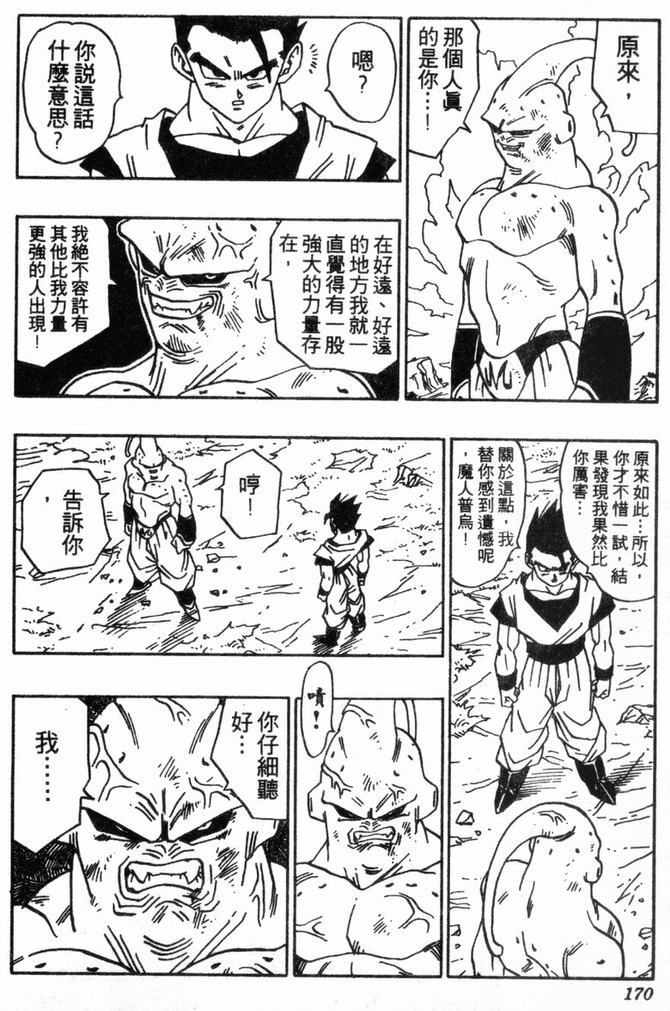 原來，
那個人眞
的是你…！
嗯？
你説這話
什麼意思？
在好遠、好遠
的地方我就一
直覺得有一股
強大的力量存
在，
我絕不容許有
其他比我力量
更強的人出現！
原來如此…所以，
你才不惜一試，結
果發現我果然比
你厲害…
關於這點，我
替你感到遺憾呢
，魔人普烏！
哼！
告訴你
，
嘖！
你仔細聽
好…
我……
170